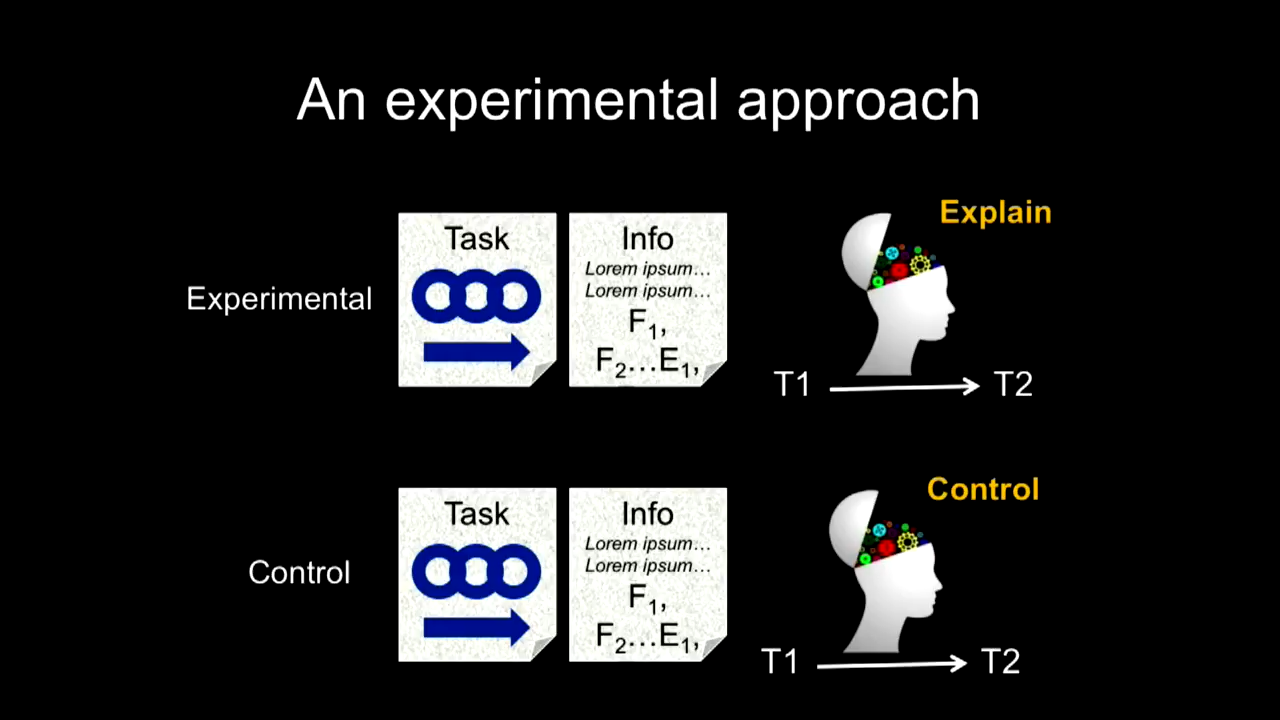 An experimental approach
Experimental
Task
Info
Lorem ipsum...
Lorem ipsum...
F1,
F2...E1,
Explain
T1
T2
Control
Task
Info
Lorem ipsum...
Lorem ipsum...
F1,
F2...E1,
Control
T1
T2